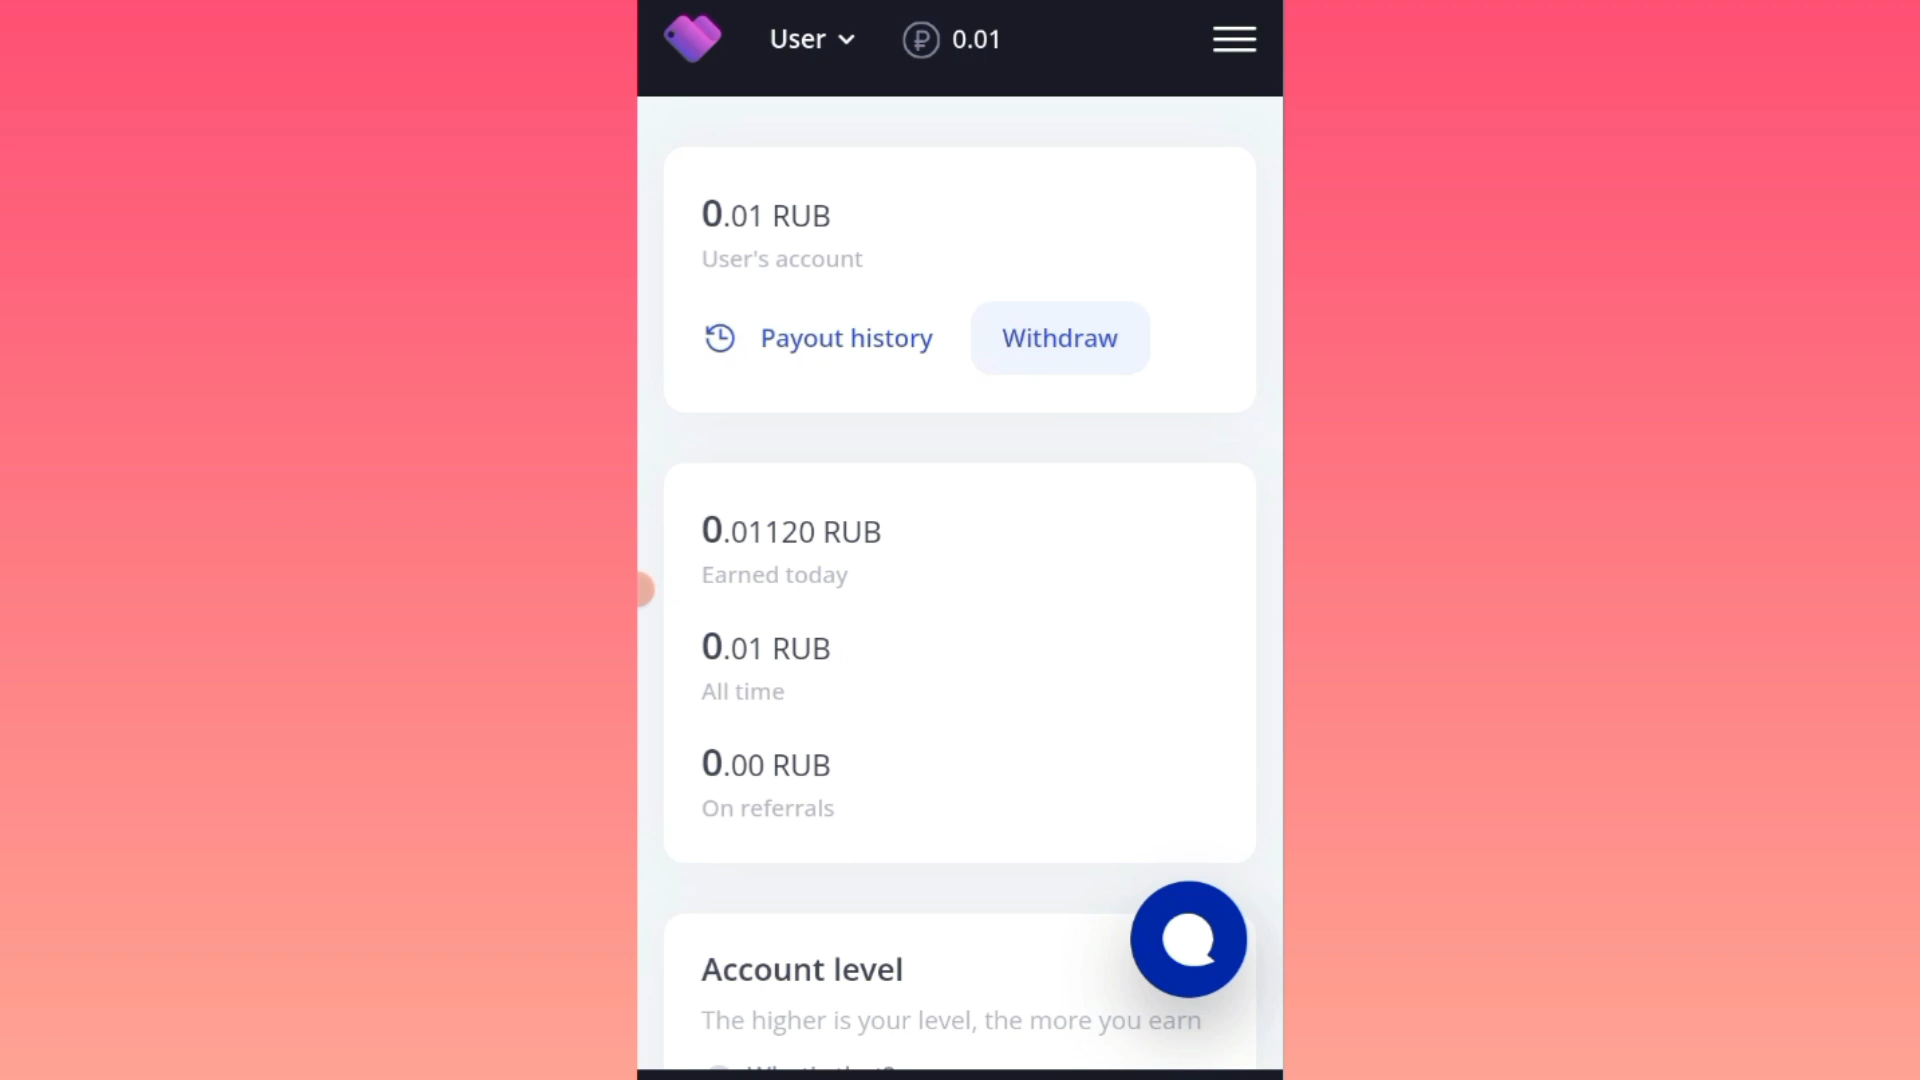 User 0.01
0.01 RUB
User's account
Payout history Withdraw
0.01120 RUB
Earned today
0.01 RUB
All time
0.00 RUB
On referrals
Account level
The higher is your level, the more you earn